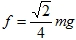 f = √2/4 mg